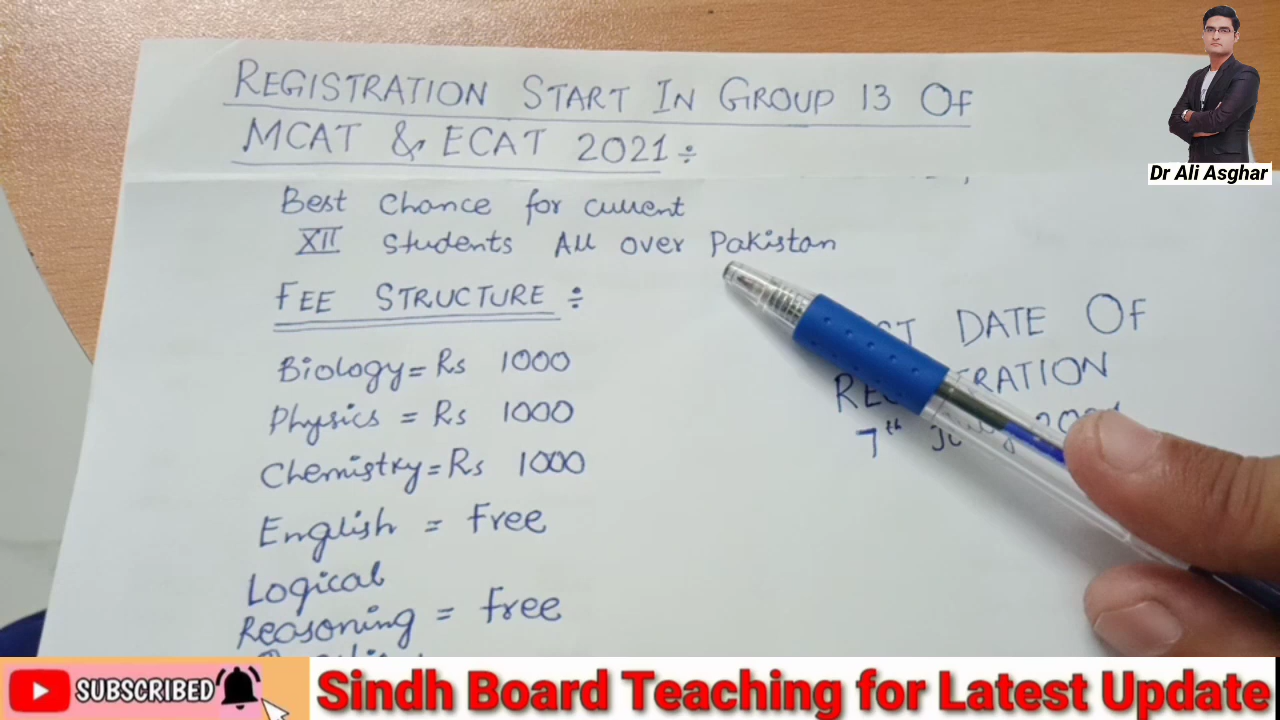 REGISTRATION START IN GROUP 13 OF
MCAT & ECAT 2021 ÷
Best Chance for current
XII Students All over Pakistan
FEE STRUCTURE ÷
Biology = Rs 1000
Physics = Rs 1000
Chemistry = Rs 1000
English = free
Logical
Reasoning = free
DATE OF
7th
Dr Ali Asghar
SUBSCRIBED
Sindh Board Teaching for Latest Update